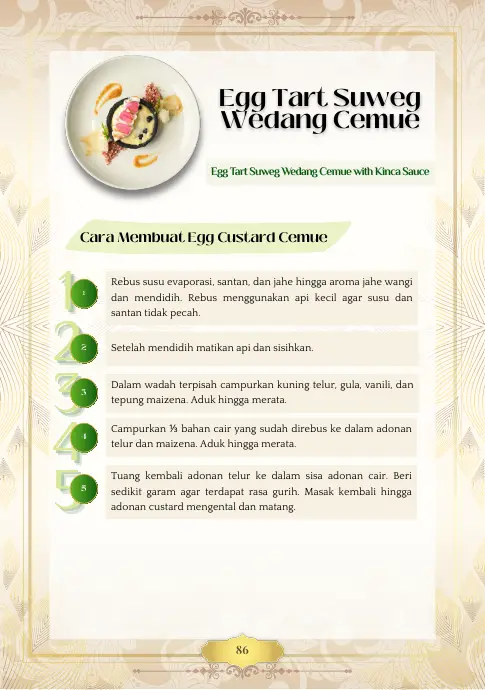 Egg Tart Suweg
Wedang Cemue
Egg Tart Suweg Wedang Cemue with Kinca Sauce
Cara Membuat Egg Custard Cemue
1
Rebus susu evaporasi, santan, dan jahe hingga aroma jahe wangi
dan mendidih. Rebus menggunakan api kecil agar susu dan
santan tidak pecah.
2
Setelah mendidih matikan api dan sisihkan.
3
Dalam wadah terpisah campurkan kuning telur, gula, vanili, dan
tepung maizena. Aduk hingga merata.
4
Campurkan ⅓ bahan cair yang sudah direbus ke dalam adonan
telur dan maizena. Aduk hingga merata.
5
Tuang kembali adonan telur ke dalam sisa adonan cair. Beri
sedikit garam agar terdapat rasa gurih. Masak kembali hingga
adonan custard mengental dan matang.
86